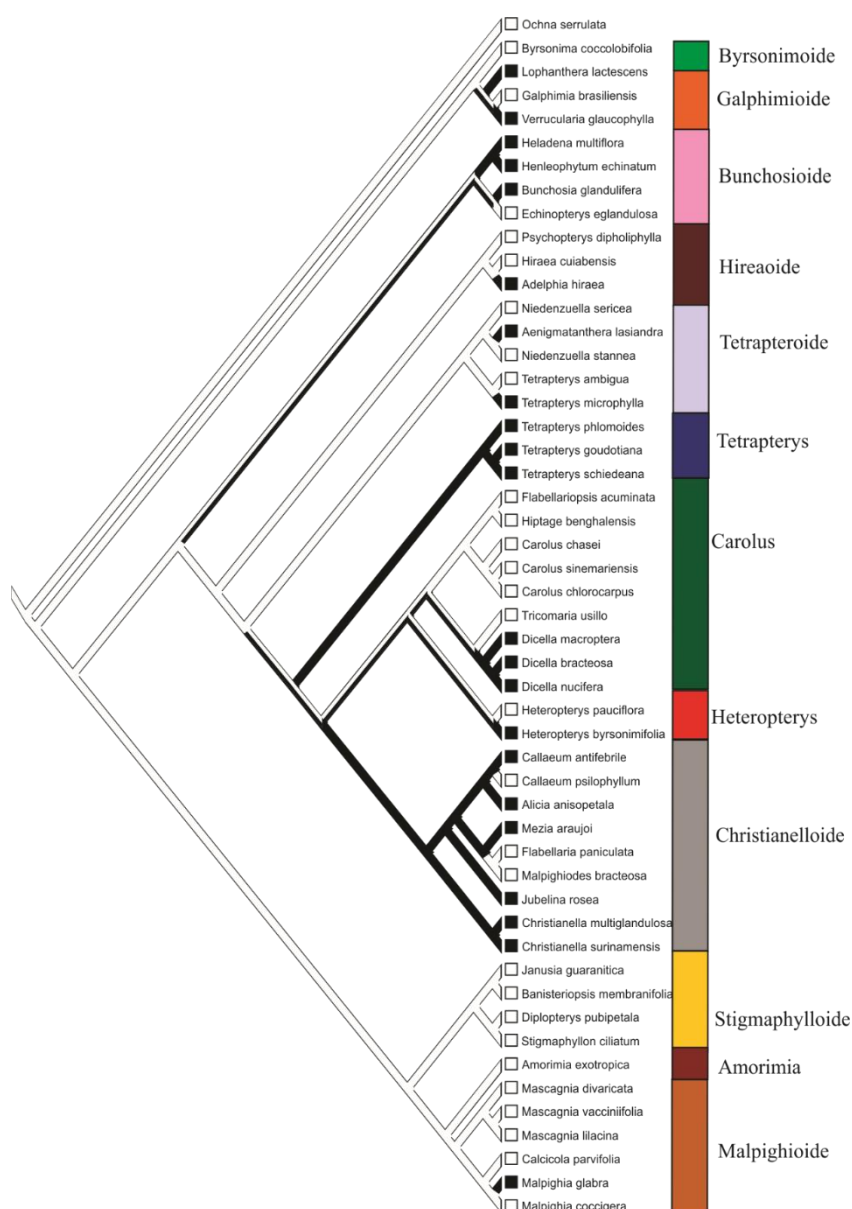 Ochna serrulata
Byrsonima coccolobifolia
Lophanthera lactescens
Galphimia brasiliensis
Verrucularia glaucophylla
Heladena multiflora
Henleophytum echinatum
Bunchosia glandulifera
Echinopterys eglandulosa
Psychopterys dipholiphylla
Hiraea cuiabensis
Adelphia hiraea
Niedenzuella sericea
Aenigmatanthera lasiandra
Niedenzuella stannea
Tetrapterys ambigua
Tetrapterys microphylla
Tetrapterys phlomoides
Tetrapterys goudotiana
Tetrapterys schiedeana
Flabellariopsis acuminata
Hiptage benghalensis
Carolus chasei
Carolus sinemariensis
Carolus chlorocarpus
Tricomaria usillo
Dicella macroptera
Dicella bracteosa
Dicella nucifera
Heteropterys pauciflora
Heteropterys byrsonimifolia
Callaeum antifebrile
Callaeum psilophyllum
Alicia anisopetala
Mezia araujoi
Flabellaria paniculata
Malpighiodes bracteosa
Jubelina rosea
Christianella multiglandulosa
Christianella surinamensis
Janusia guaranitica
Banisteriopsis membranifolia
Diplopterys pubipetala
Stigmaphyllon ciliatum
Amorimia exotropica
Mascagnia divaricata
Mascagnia vacciniifolia
Mascagnia lilacina
Calcicola parvifolia
Malpighia glabra
Malpighia coccigera
Byrsonimoide
Galphimioide
Bunchosioide
Hireaoide
Tetrapteroide
Tetrapterys
Carolus
Heteropterys
Christianelloide
Stigmaphylloide
Amorimia
Malpighioide